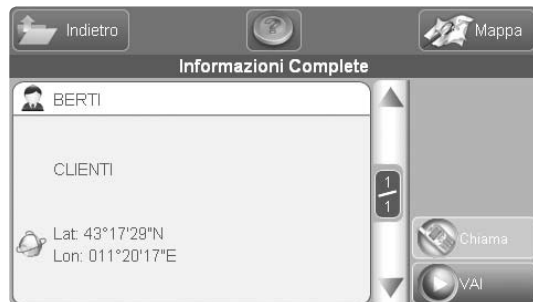 Indietro
?
Mappa
Informazioni Complete
BERTI
CLIENTI
1
1
Lat: 43°17'29"N
Lon: 011°20'17"E
Chiama
VAI